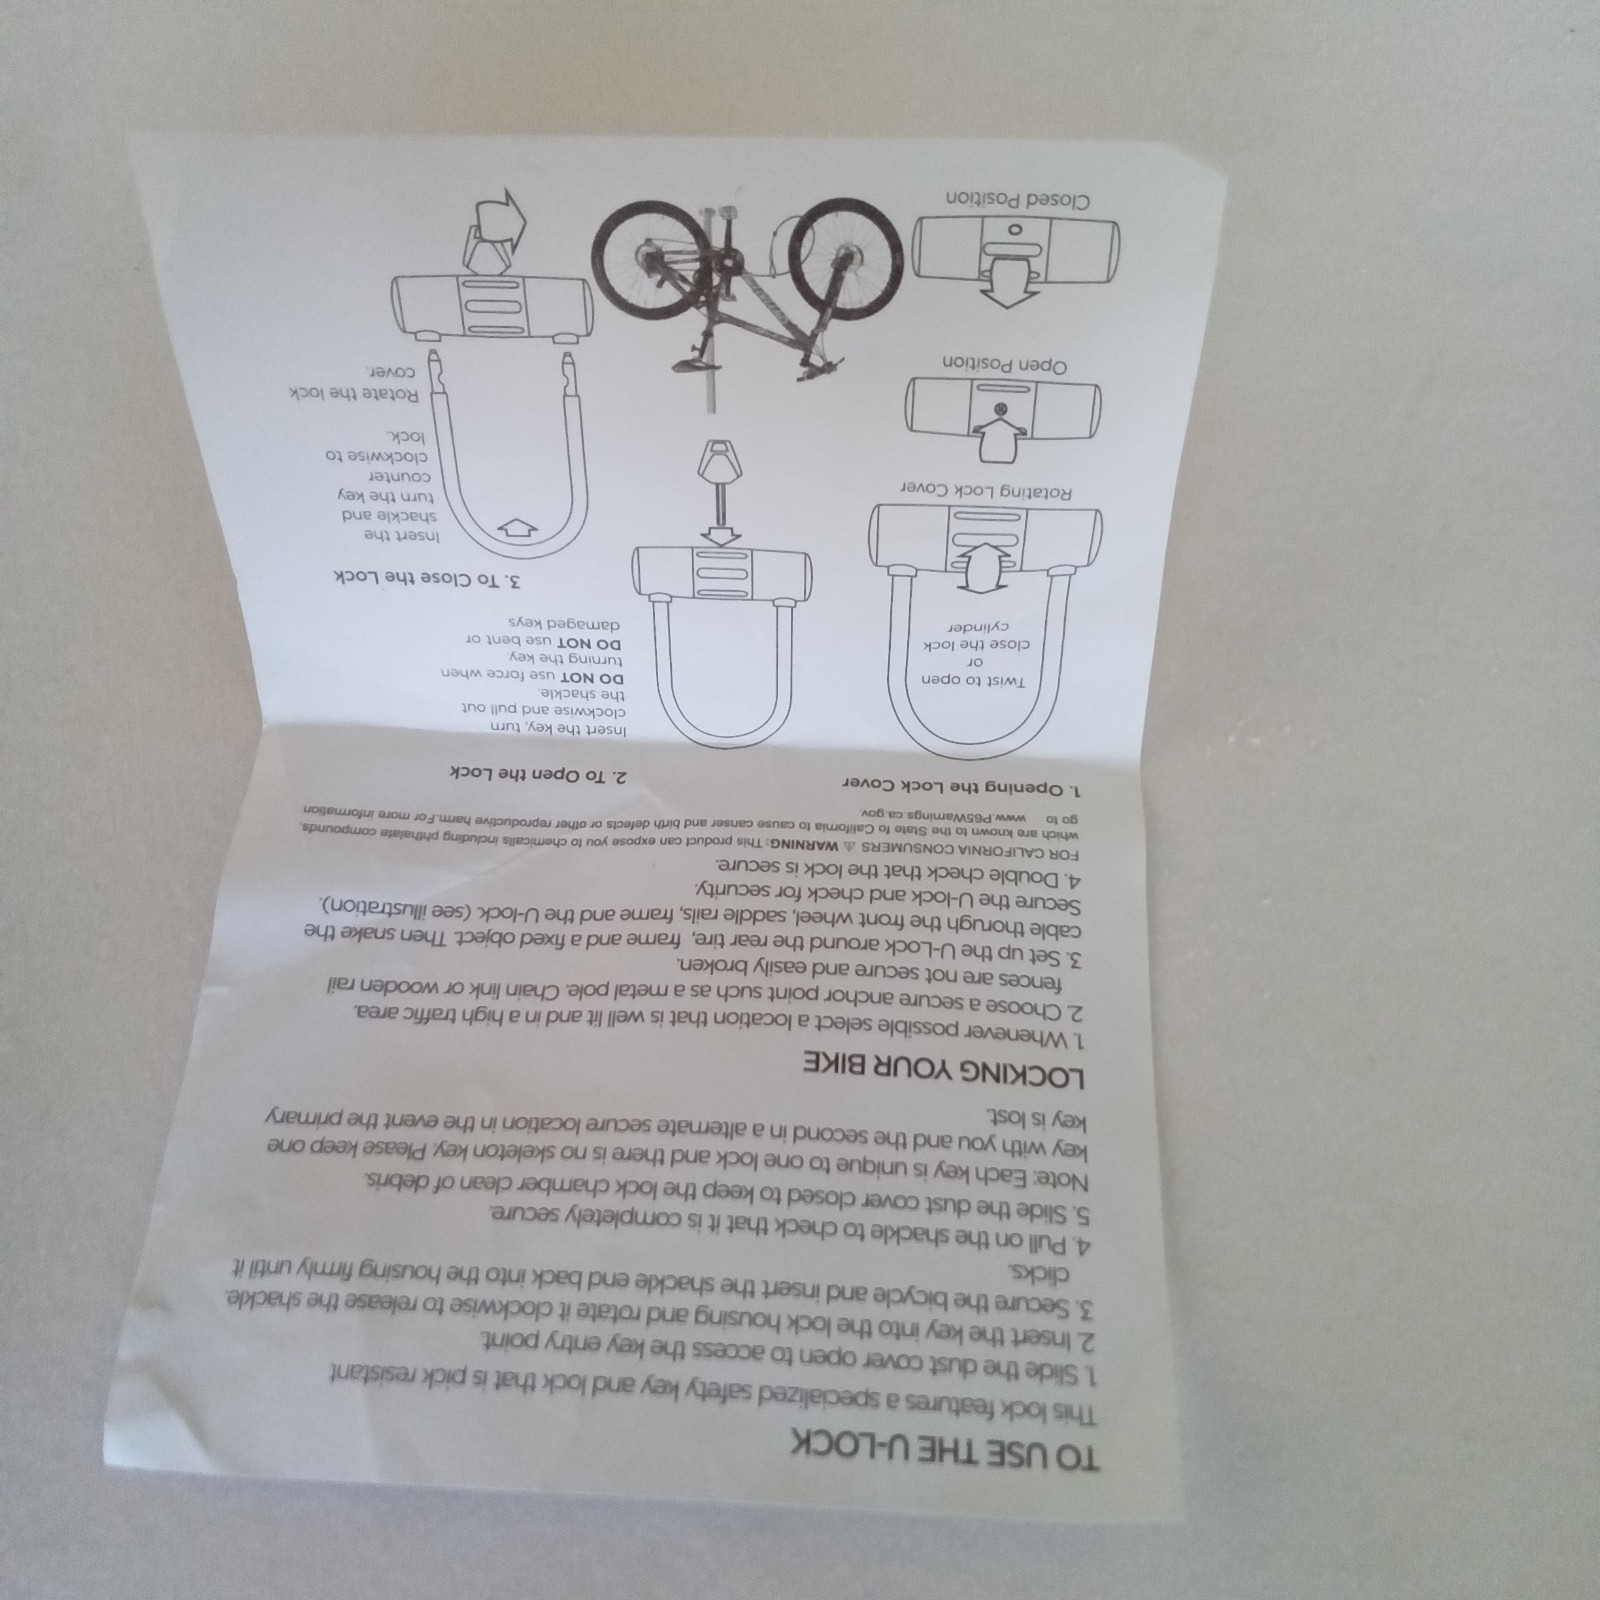 TO USE THE U-LOCK
This lock features a specialized safety key and lock that is pick resistant
1. Slide the dust cover open to access the key entry point.
2. Insert the key into the lock housing and rotate it clockwise to release the shackle.
3. Secure the bicycle and insert the shackle end back into the housing firmly until it
clicks.
4. Pull on the shackle to check that it is completely secure.
5. Slide the dust cover closed to keep the lock chamber clean of debris.
Note: Each key is unique to one lock and there is no skeleton key. Please keep one
key with you and the second in a alternate secure location in the event the primary
key is lost.
LOCKING YOUR BIKE
1. Whenever possible select a location that is well lit and in a high traffic area.
2. Choose a secure anchor point such as a metal pole. Chain link or wooden rail
fences are not secure and easily broken.
3. Set up the U-Lock around the rear tire, frame and a fixed object. Then snake the
cable thorugh the front wheel, saddle rails, frame and the U-lock. (see illustration).
Secure the U-lock and check for security.
4. Double check that the lock is secure.
FOR CALIFORNIA CONSUMERS ⚠ WARNING: This product can expose you to chemicalls including phthalate compounds,
which are known to the State fo California to cause canser and birth defects or other reproductive harm.For more information
go to www.P65Warnings.ca.gov.
1. Opening the Lock Cover
Twist to open
or
close the lock
cylinder
Rotating Lock Cover
Open Position
Closed Position
2. To Open the Lock
Insert the key, turn
clockwise and pull out
the shackle.
DO NOT use force when
turning the key.
DO NOT use bent or
damaged keys
3. To Close the Lock
Insert the
shackle and
turn the key
counter
clockwise to
lock.
Rotate the lock
cover.